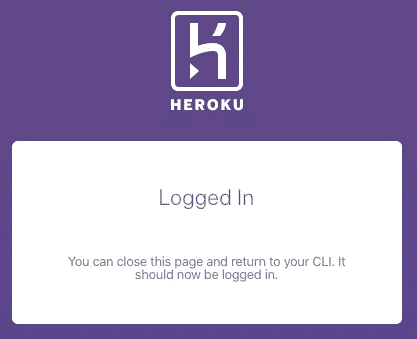 HEROKU
Logged In
You can close this page and return to your CLI. It
should now be logged in.